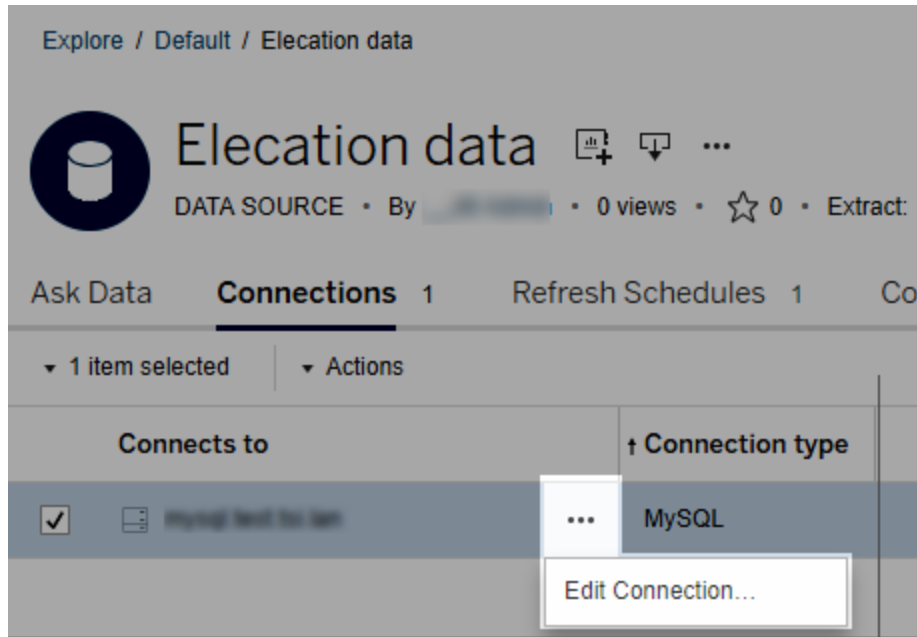 Explore / Default / Elecation data
Elecation data
DATA SOURCE • By • 0 views • 0 • Extract:
Ask Data Connections 1 Refresh Schedules 1 Co
1 item selected Actions
Connects to ↑ Connection type
MySQL
Edit Connection...